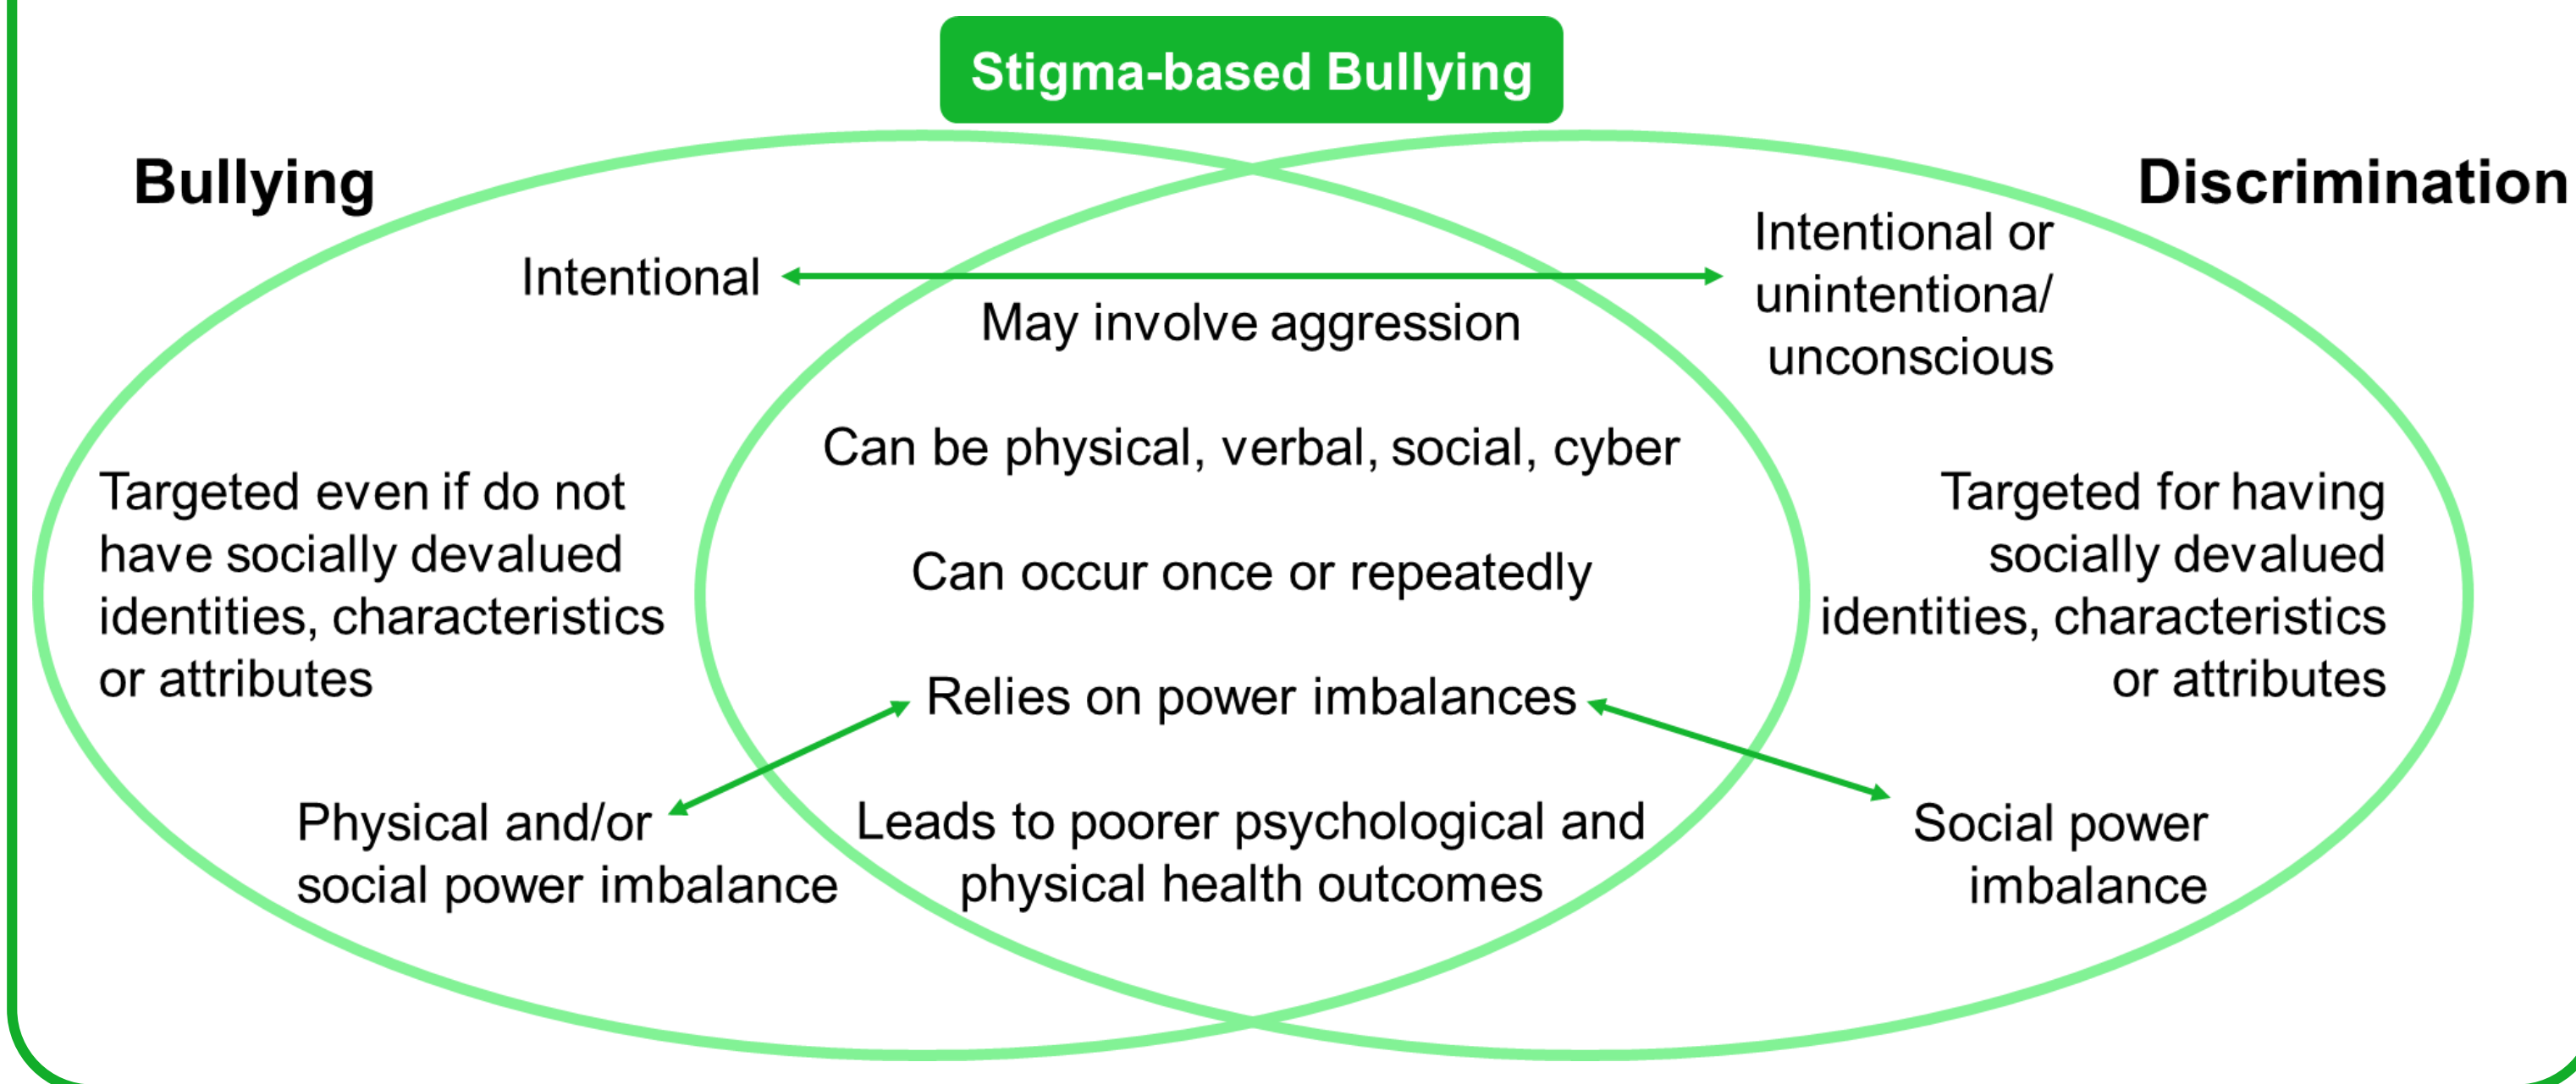 Stigma-based Bullying
Bullying
Discrimination
Intentional
Intentional or
unintentiona/
unconscious
May involve aggression
Can be physical, verbal, social, cyber
Can occur once or repeatedly
Relies on power imbalances
Leads to poorer psychological and
physical health outcomes
Targeted even if do not
have socially devalued
identities, characteristics
or attributes
Targeted for having
socially devalued
identities, characteristics
or attributes
Physical and/or
social power imbalance
Social power
imbalance